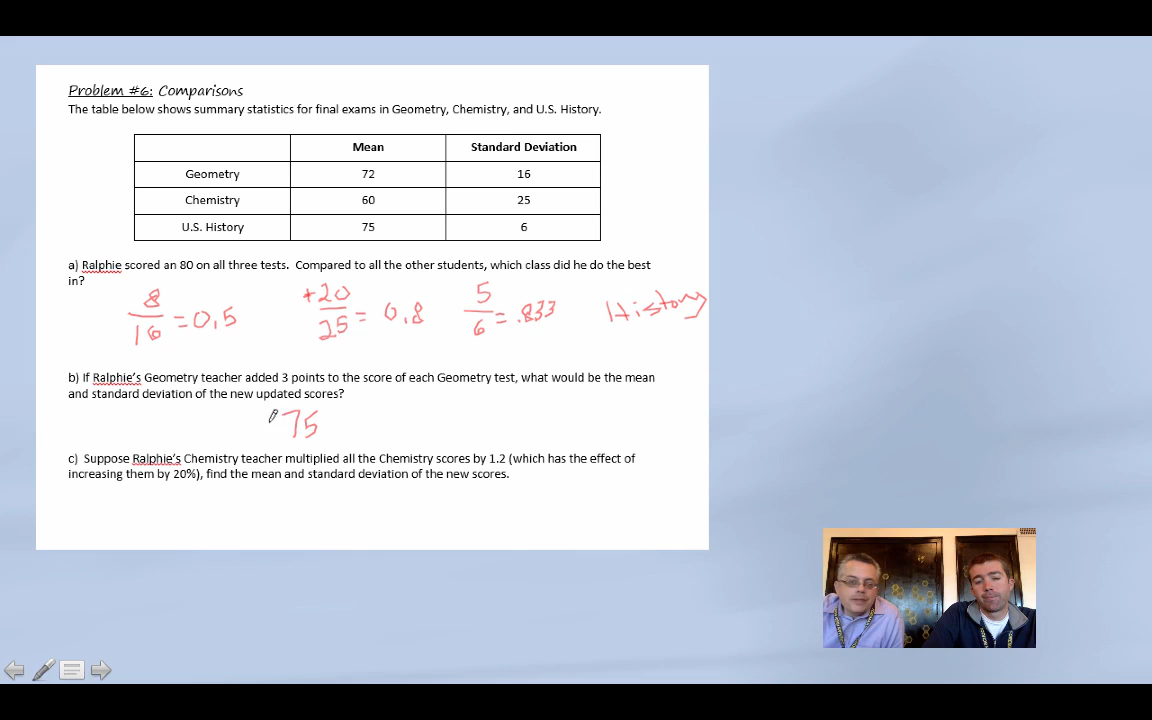 Problem #6: Comparisons
The table below shows summary statistics for final exams in Geometry, Chemistry, and U.S. History.
Mean Standard Deviation
Geometry 72 16
Chemistry 60 25
U.S. History 75 6
a) Ralphie scored an 80 on all three tests. Compared to all the other students, which class did he do the best
in?
8/16 = 0.5 +20/25 = 0.8 5/6 = .833 History
b) If Ralphie's Geometry teacher added 3 points to the score of each Geometry test, what would be the mean
and standard deviation of the new updated scores?
75
c) Suppose Ralphie's Chemistry teacher multiplied all the Chemistry scores by 1.2 (which has the effect of
increasing them by 20%), find the mean and standard deviation of the new scores.